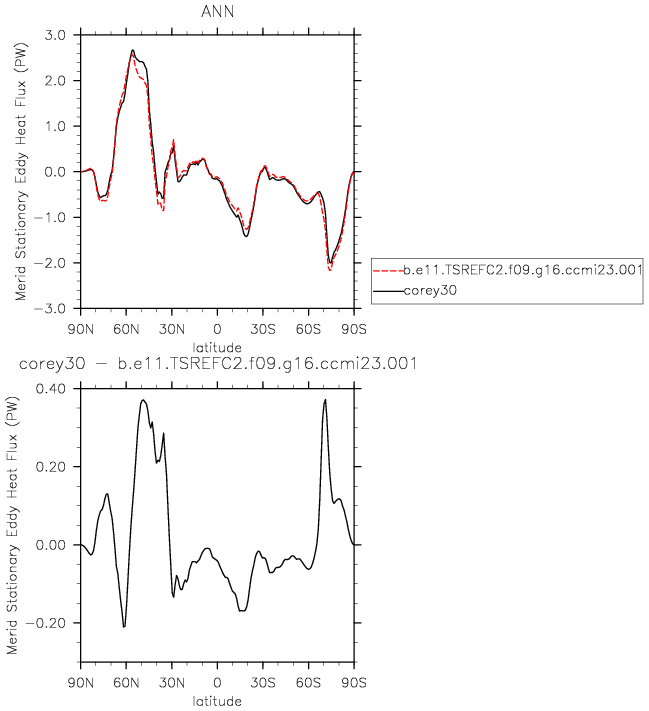 ANN
Merid Stationary Eddy Heat Flux (PW)
3.0
2.0
1.0
0.0
−1.0
−2.0
−3.0
90N 60N 30N 0 30S 60S 90S
latitude
b.e11.TSREFC2.f09.g16.ccmi23.001
corey30
corey30 − b.e11.TSREFC2.f09.g16.ccmi23.001
Merid Stationary Eddy Heat Flux (PW)
0.40
0.20
0.00
−0.20
90N 60N 30N 0 30S 60S 90S
latitude